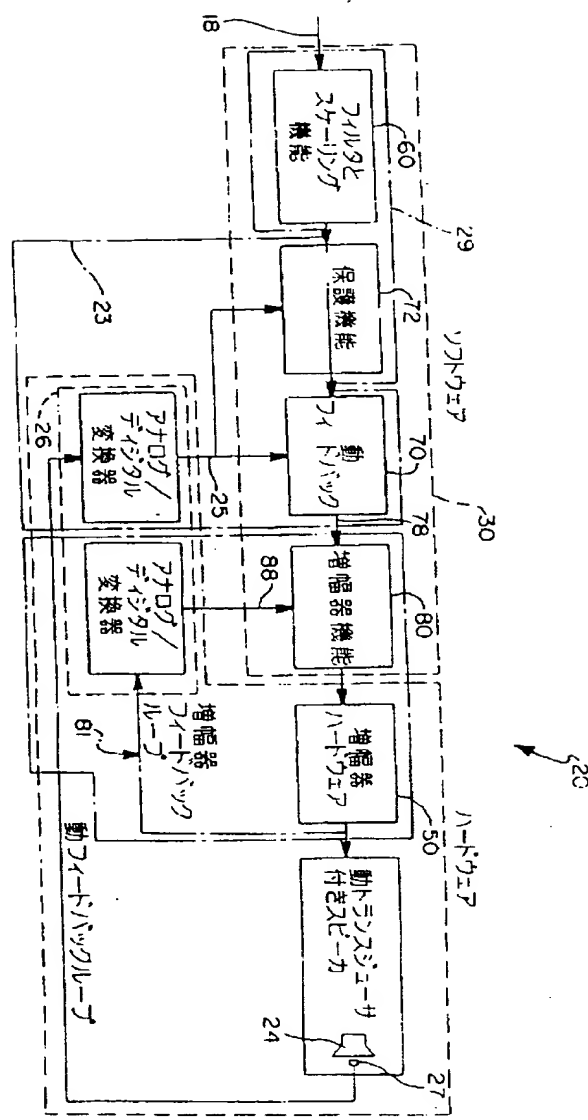 20
ソフトウェア
30
ハードウェア
18
フィルタと
スケーリング
機能
60
29
保護機能
72
動
フィードバック
70
78
増幅器機能
80
増幅器
ハードウェア
50
動トランスジューサ
付きスピーカ
24
27
23
25
26
アナログ/
ディジタル
変換器
アナログ/
ディジタル
変換器
88
増幅器
フィードバック
ループ
81
動フィードバックループ